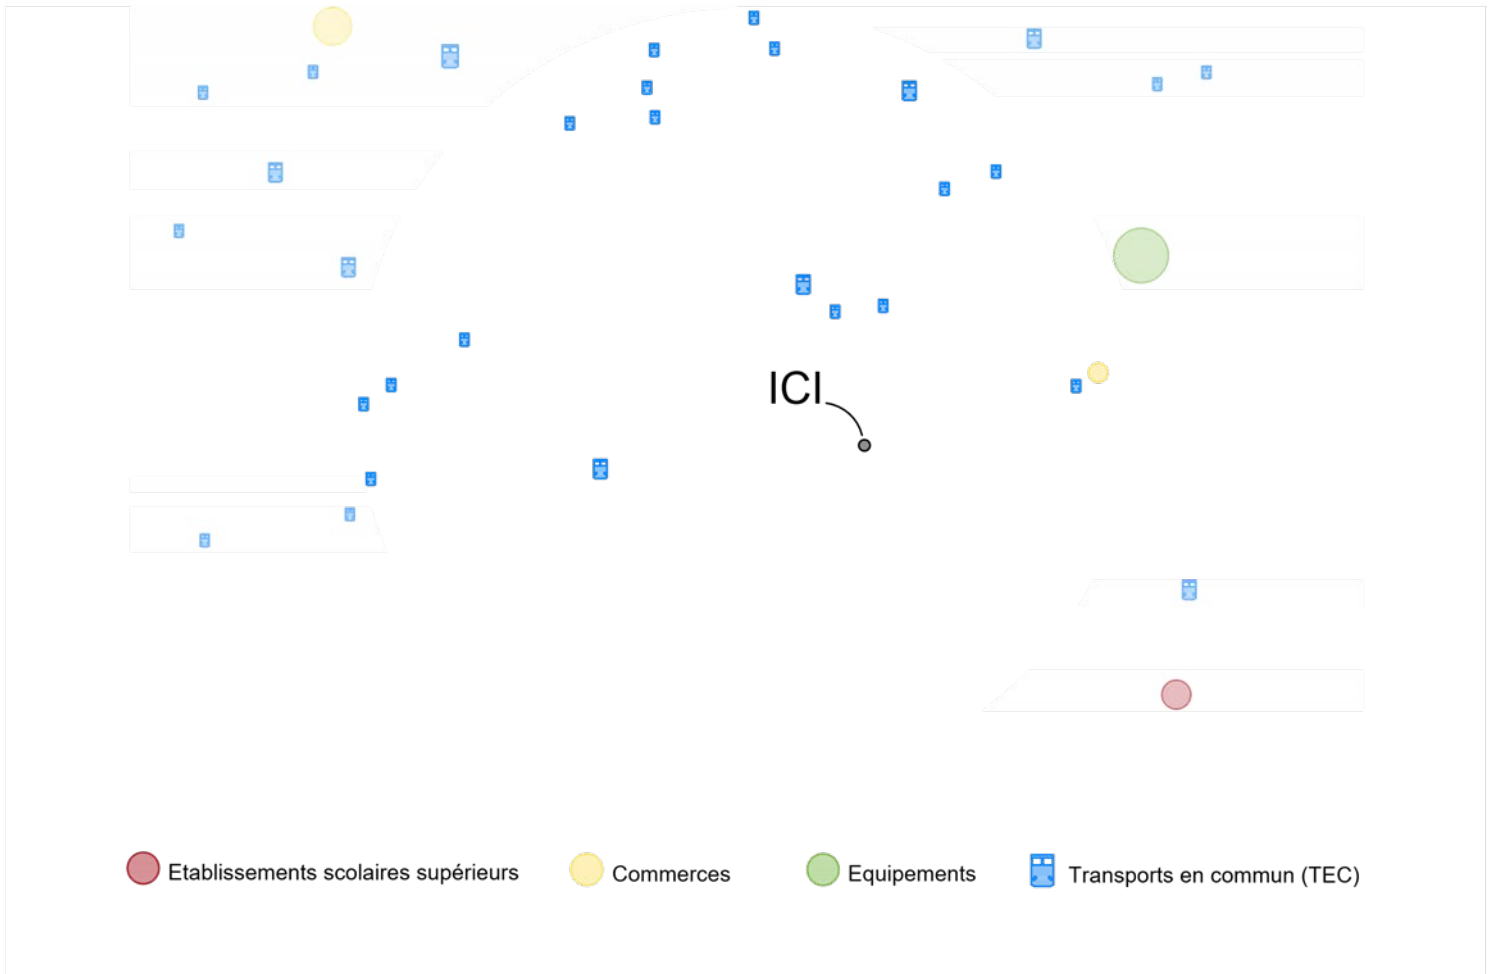 ICI
Etablissements scolaires supérieurs
Commerces
Equipements
Transports en commun (TEC)